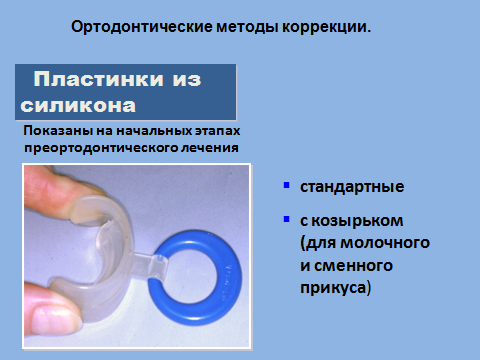 Ортодонтические методы коррекции.
Пластинки из
силикона
Показаны на начальных этапах
преортодонтического лечения
стандартные
с козырьком
(для молочного
и сменного
прикуса)